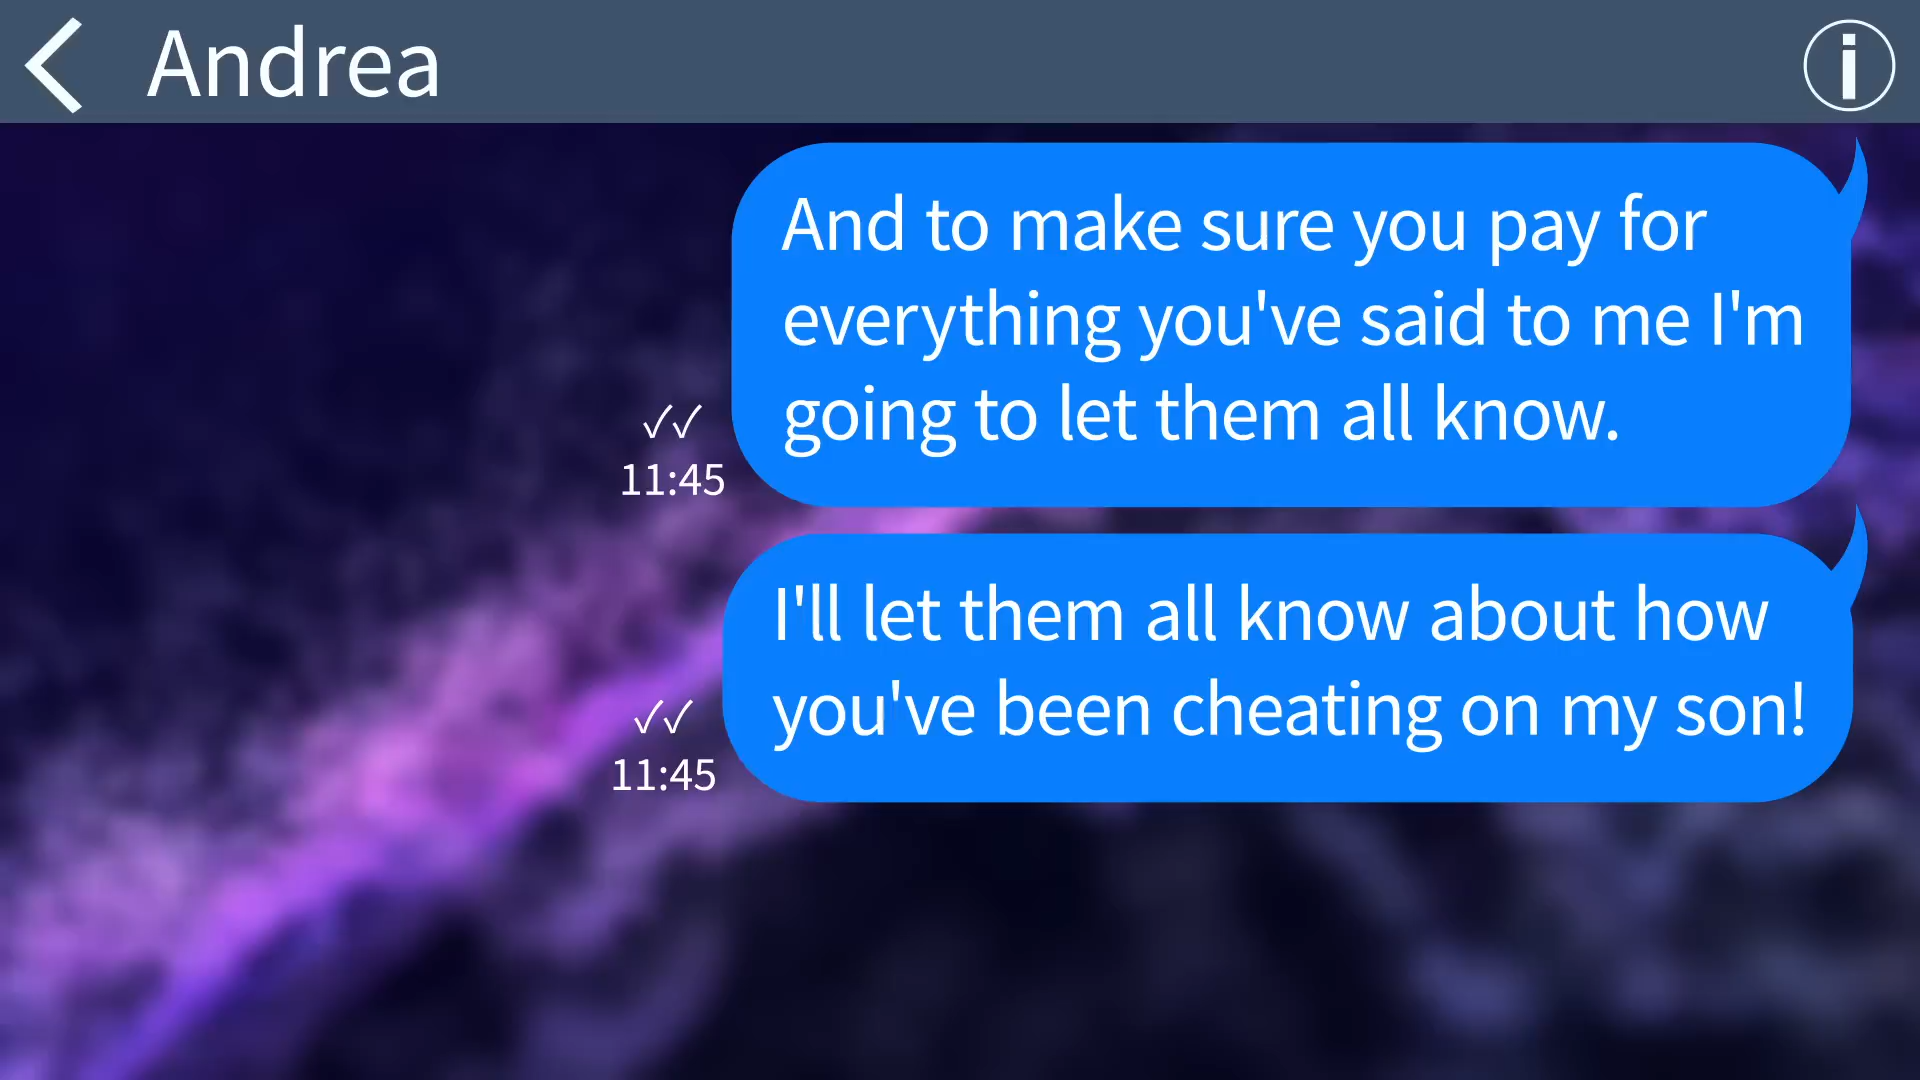 Andrea
And to make sure you pay for
everything you've said to me I'm
going to let them all know.
✓✓
11:45
I'll let them all know about how
you've been cheating on my son!
✓✓
11:45